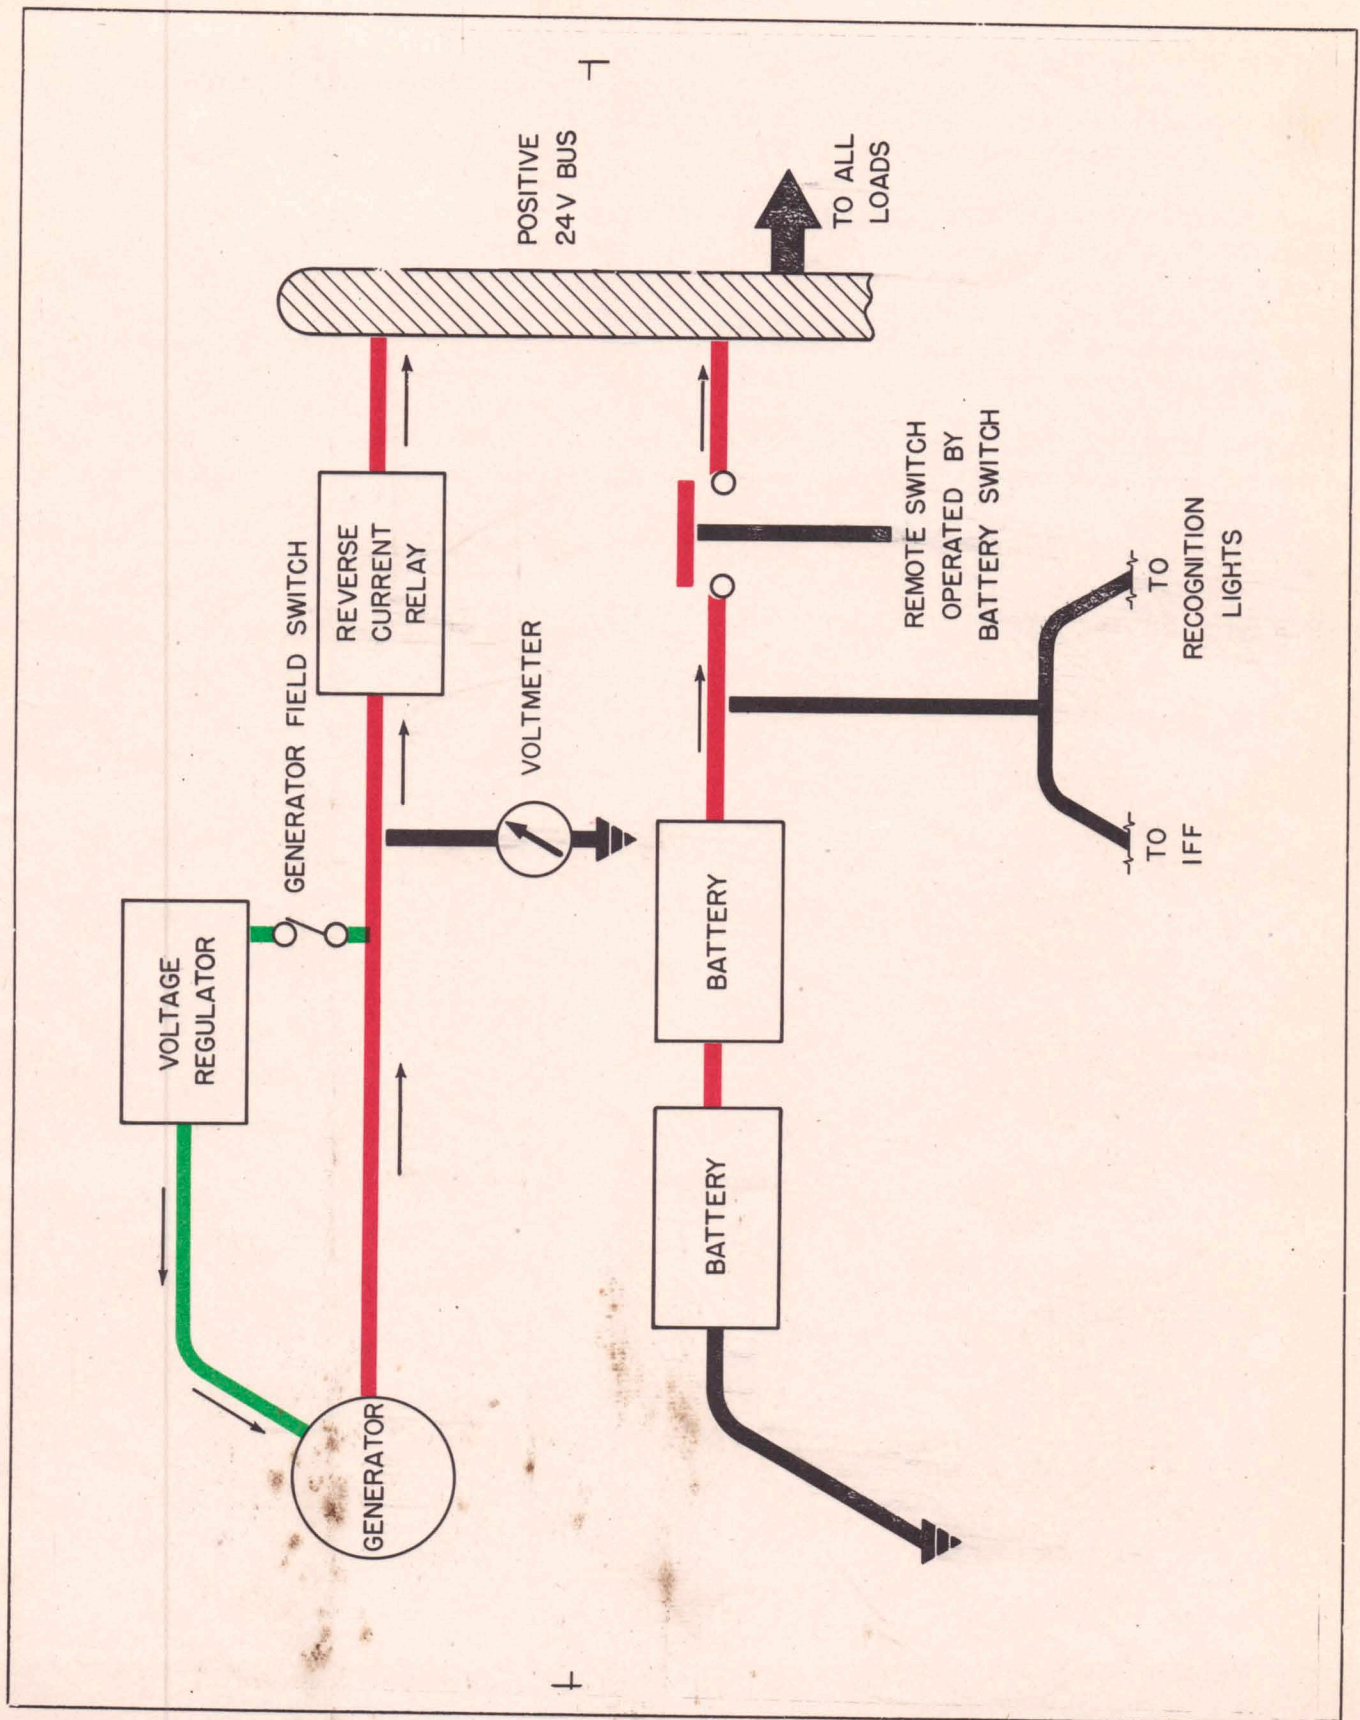 VOLTAGE
REGULATOR
GENERATOR FIELD SWITCH
GENERATOR
REVERSE
CURRENT
RELAY
VOLTMETER
POSITIVE
24V BUS
BATTERY
BATTERY
TO ALL
LOADS
REMOTE SWITCH
OPERATED BY
BATTERY SWITCH
TO
IFF
TO
RECOGNITION
LIGHTS